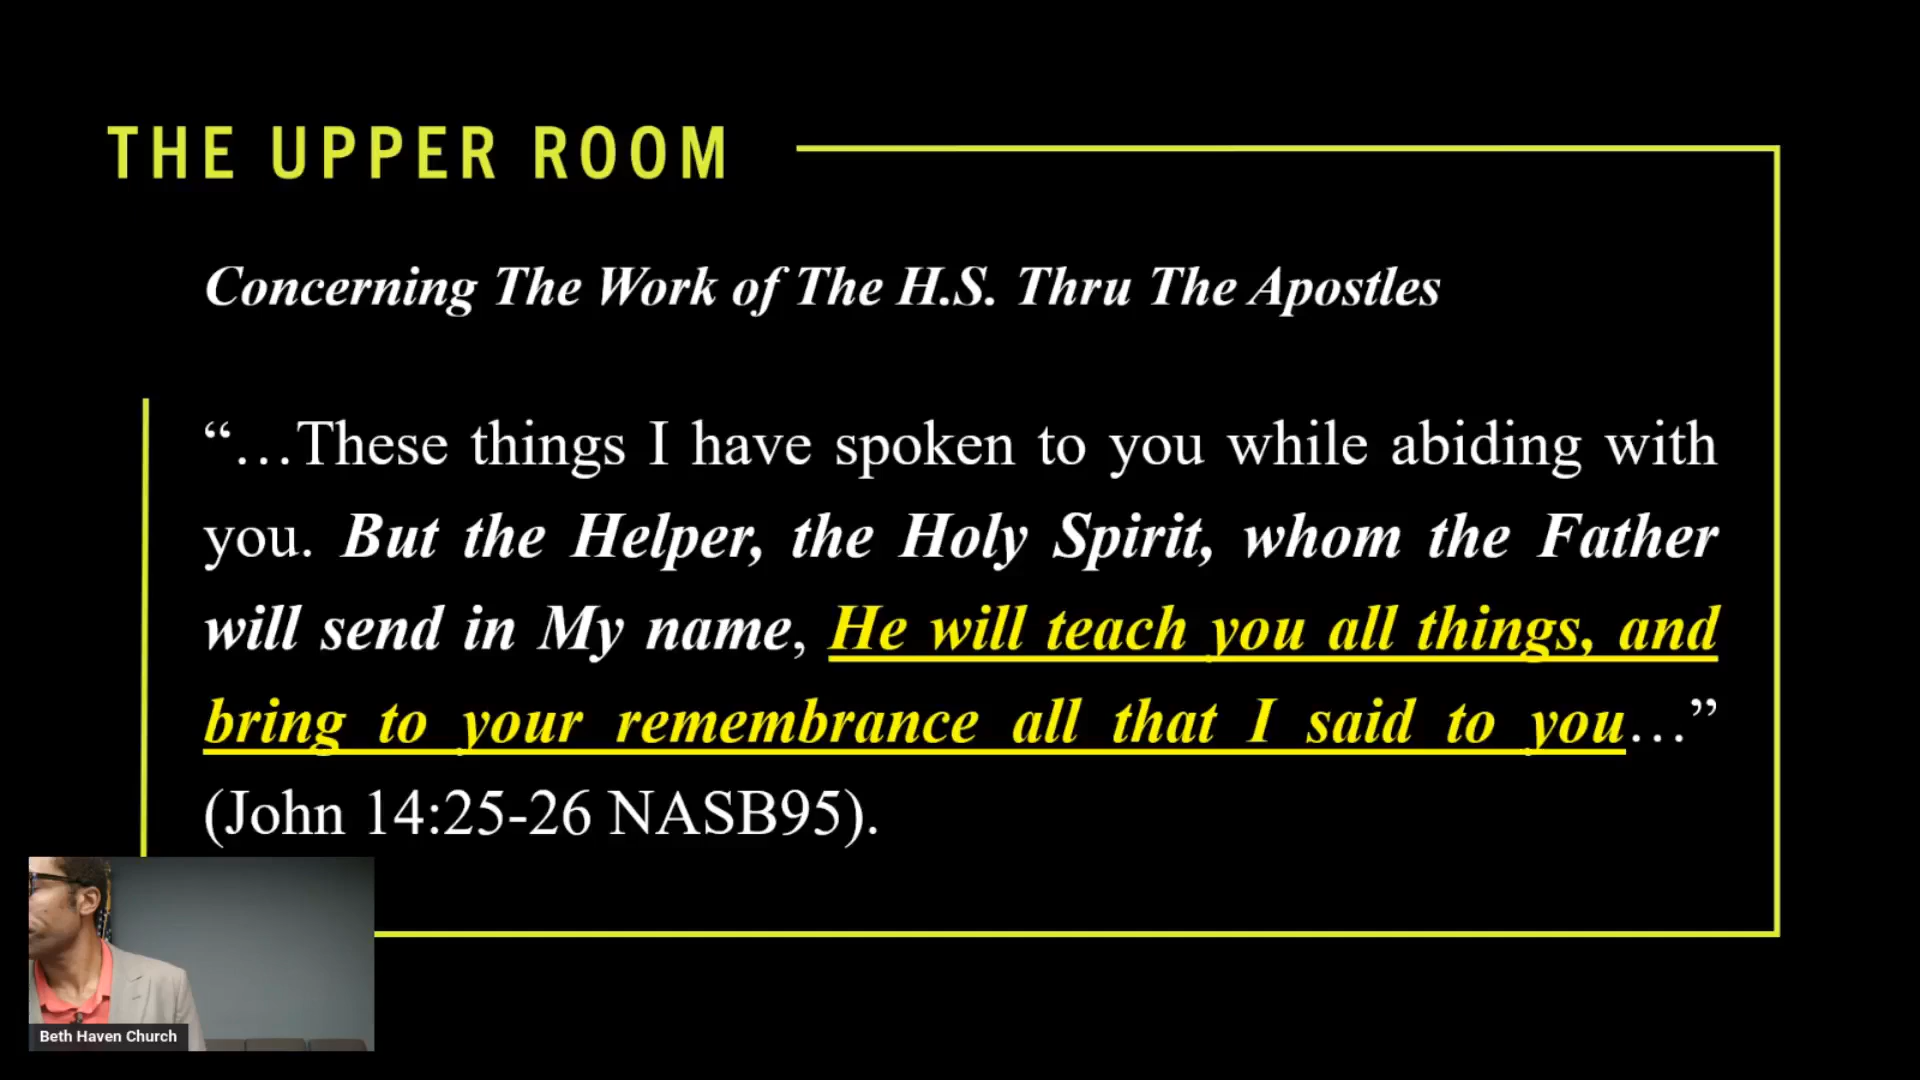 THE UPPER ROOM
Concerning The Work of The H.S. Thru The Apostles
“…These things I have spoken to you while abiding with
you. But the Helper, the Holy Spirit, whom the Father
will send in My name, He will teach you all things, and
bring to your remembrance all that I said to you…”
(John 14:25-26 NASB95).
Beth Haven Church